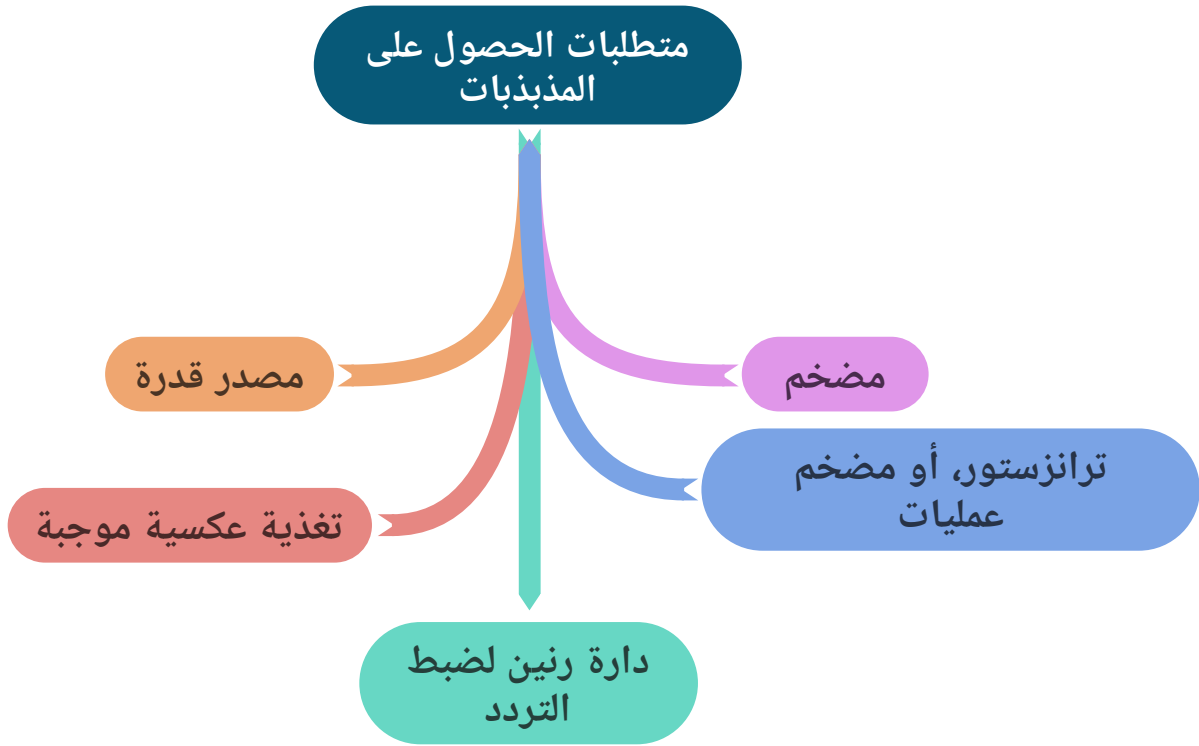 متطلبات الحصول على
المذبذبات
مضخم
مصدر قدرة
ترانزستور، أو مضخم
عمليات
تغذية عكسية موجبة
دارة رنين لضبط
التردد